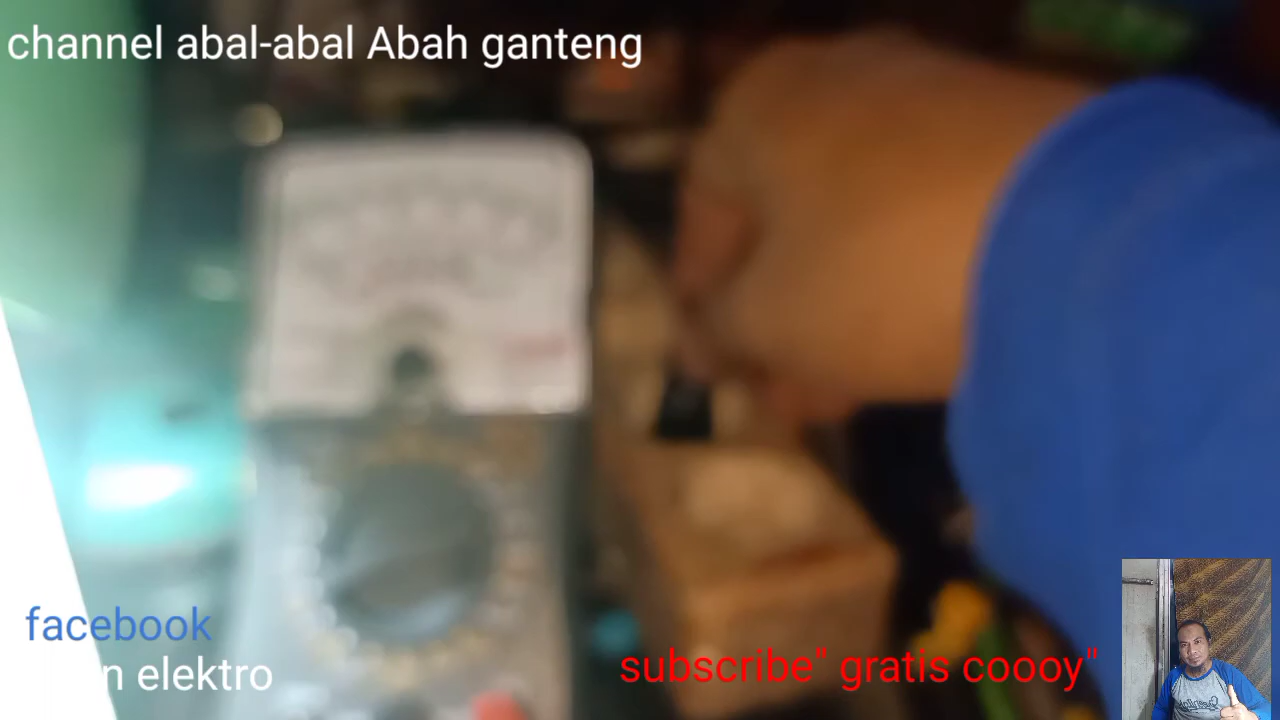 channel abal-abal Abah ganteng
facebook
elektro
subscribe" gratis coooy"